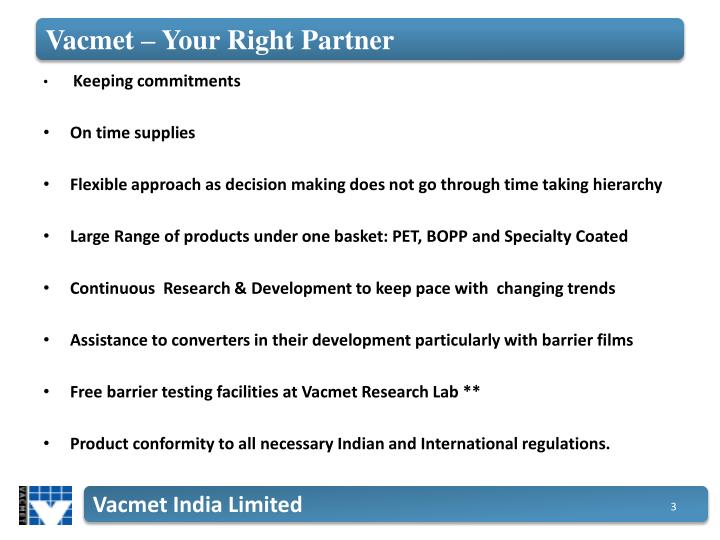 Vacmet – Your Right Partner
• Keeping commitments
• On time supplies
• Flexible approach as decision making does not go through time taking hierarchy
• Large Range of products under one basket: PET, BOPP and Specialty Coated
• Continuous  Research & Development to keep pace with  changing trends
• Assistance to converters in their development particularly with barrier films
• Free barrier testing facilities at Vacmet Research Lab **
• Product conformity to all necessary Indian and International regulations.
VACMET
Vacmet India Limited
3